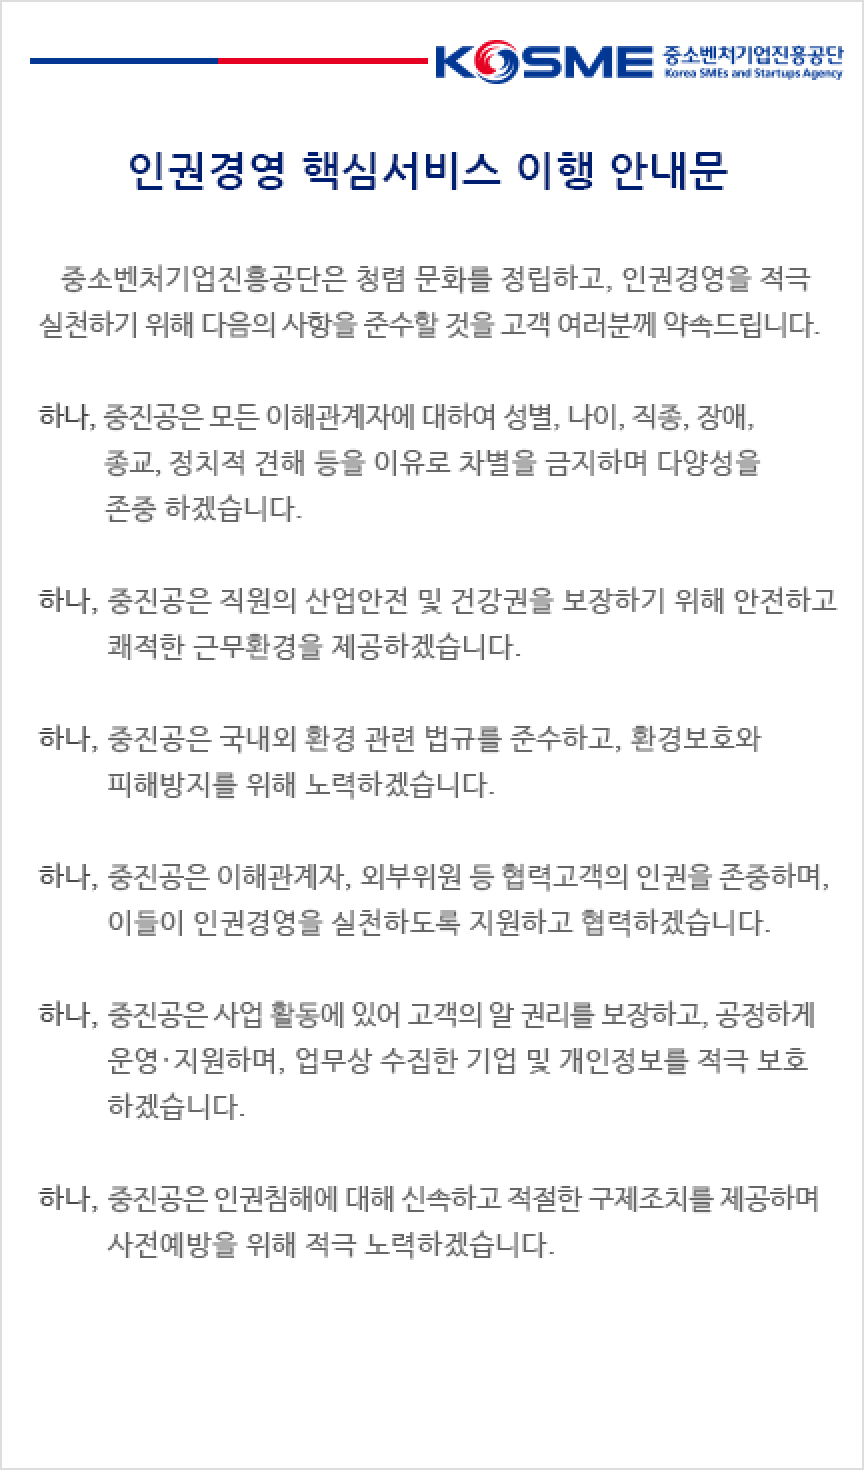 KOSME 중소벤처기업진흥공단
Korea SMEs and Startups Agency
인권경영 핵심서비스 이행 안내문
중소벤처기업진흥공단은 청렴 문화를 정립하고, 인권경영을 적극
실천하기 위해 다음의 사항을 준수할 것을 고객 여러분께 약속드립니다.
하나, 중진공은 모든 이해관계자에 대하여 성별, 나이, 직종, 장애,
종교, 정치적 견해 등을 이유로 차별을 금지하며 다양성을
존중 하겠습니다.
하나, 중진공은 직원의 산업안전 및 건강권을 보장하기 위해 안전하고
쾌적한 근무환경을 제공하겠습니다.
하나, 중진공은 국내외 환경 관련 법규를 준수하고, 환경보호와
피해방지를 위해 노력하겠습니다.
하나, 중진공은 이해관계자, 외부위원 등 협력고객의 인권을 존중하며,
이들이 인권경영을 실천하도록 지원하고 협력하겠습니다.
하나, 중진공은 사업 활동에 있어 고객의 알 권리를 보장하고, 공정하게
운영·지원하며, 업무상 수집한 기업 및 개인정보를 적극 보호
하겠습니다.
하나, 중진공은 인권침해에 대해 신속하고 적절한 구제조치를 제공하며
사전예방을 위해 적극 노력하겠습니다.